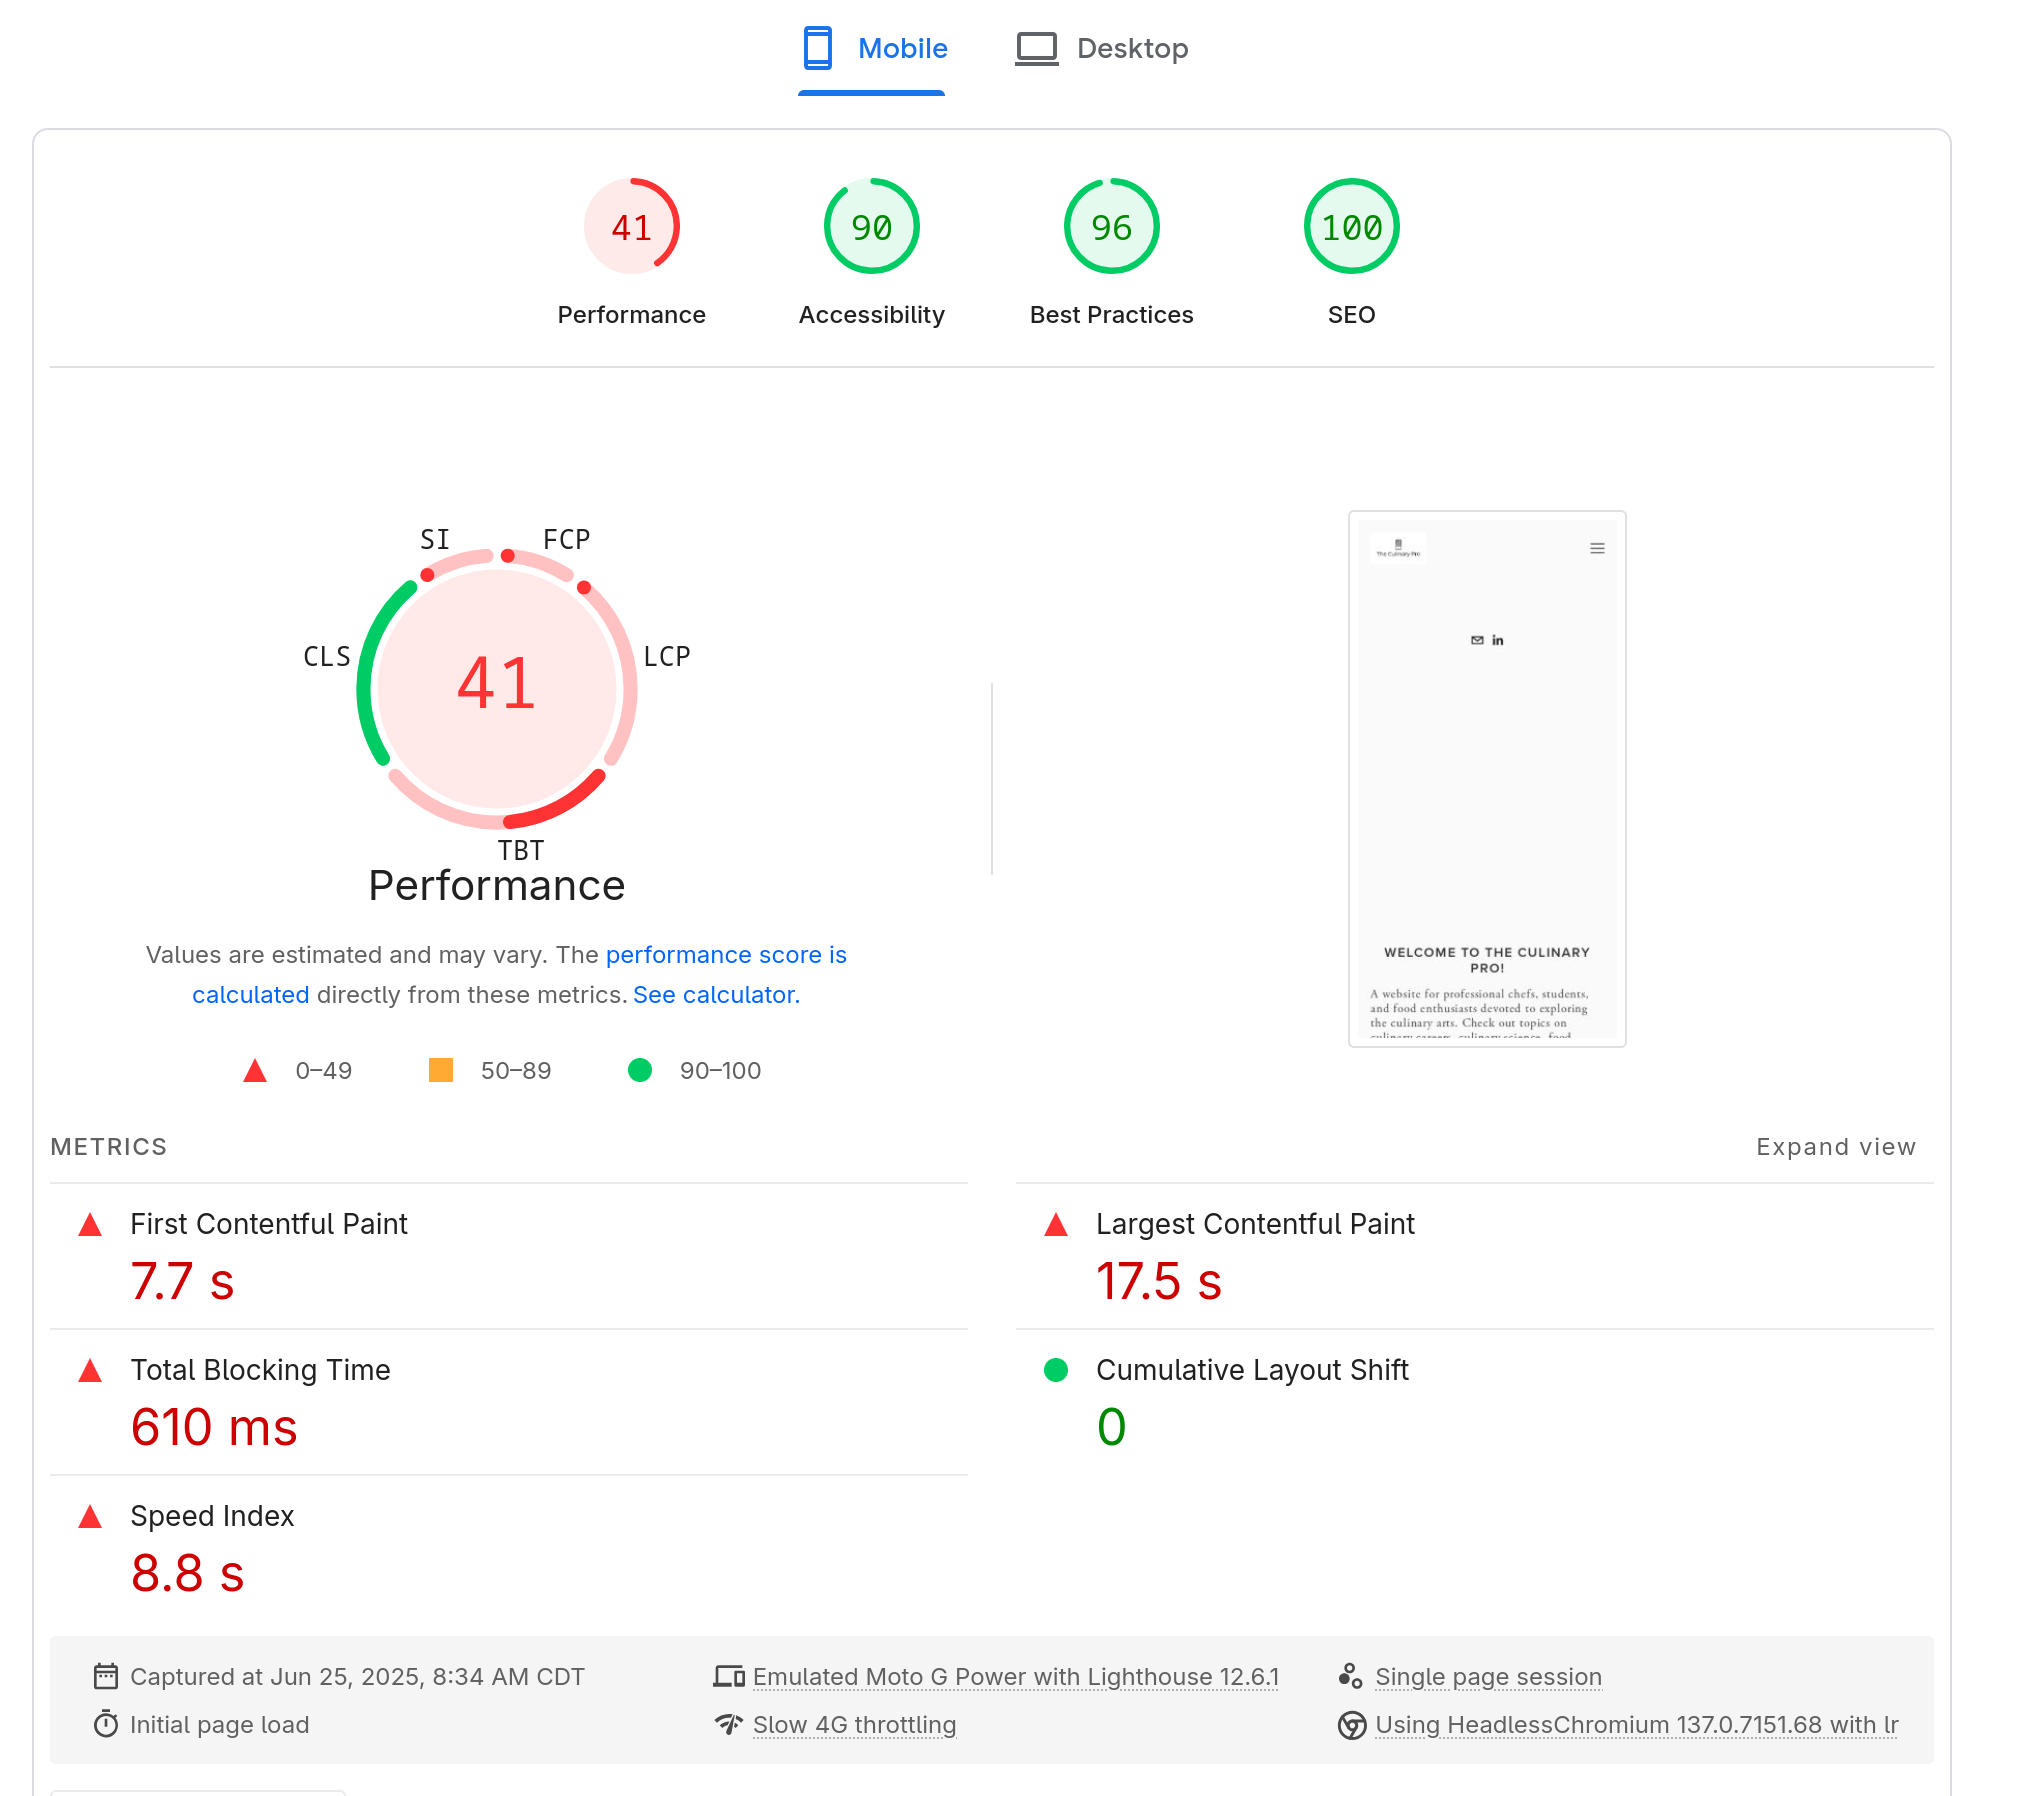 Mobile
Desktop
41
90
96
100
Performance
Accessibility
Best Practices
SEO
SI
FCP
CLS
LCP
41
TBT
Performance
Values are estimated and may vary. The performance score is
calculated directly from these metrics. See calculator.
0–49
50–89
90–100
The Culinary Pro
in
WELCOME TO THE CULINARY
PRO!
A website for professional chefs, students,
and food enthusiasts devoted to exploring
the culinary arts. Check out topics on
culinary careers, culinary science, food
METRICS
Expand view
First Contentful Paint
7.7 s
Largest Contentful Paint
17.5 s
Total Blocking Time
610 ms
Cumulative Layout Shift
0
Speed Index
8.8 s
Captured at Jun 25, 2025, 8:34 AM CDT
Emulated Moto G Power with Lighthouse 12.6.1
Single page session
Initial page load
Slow 4G throttling
Using HeadlessChromium 137.0.7151.68 with lr